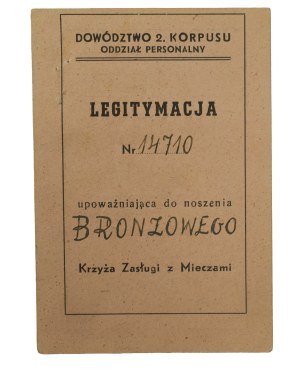 DOWÓDZTWO 2. KORPUSU
ODDZIAŁ PERSONALNY
LEGITYMACJA
Nr 14710
upoważniająca do noszenia
BRONZOWEGO
Krzyża Zasługi z Mieczami